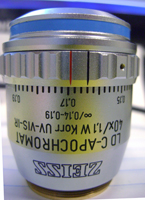 ZEISS
LD C-APOCHROMAT
40x/1,1 W Korr UV-VIS-IR
∞/0.14-0.19
0,15 0,17 0,19